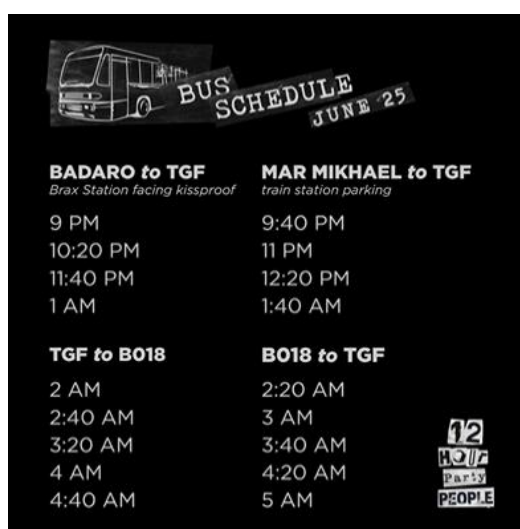 BUS
SCHEDULE
JUNE 25
BADARO to TGF
Brax Station facing kissproof
9 PM
10:20 PM
11:40 PM
1 AM
MAR MIKHAEL to TGF
train station parking
9:40 PM
11 PM
12:20 PM
1:40 AM
TGF to B018
2 AM
2:40 AM
3:20 AM
4 AM
4:40 AM
B018 to TGF
2:20 AM
3 AM
3:40 AM
4:20 AM
5 AM
12
HOUr
Party
PEOPLE